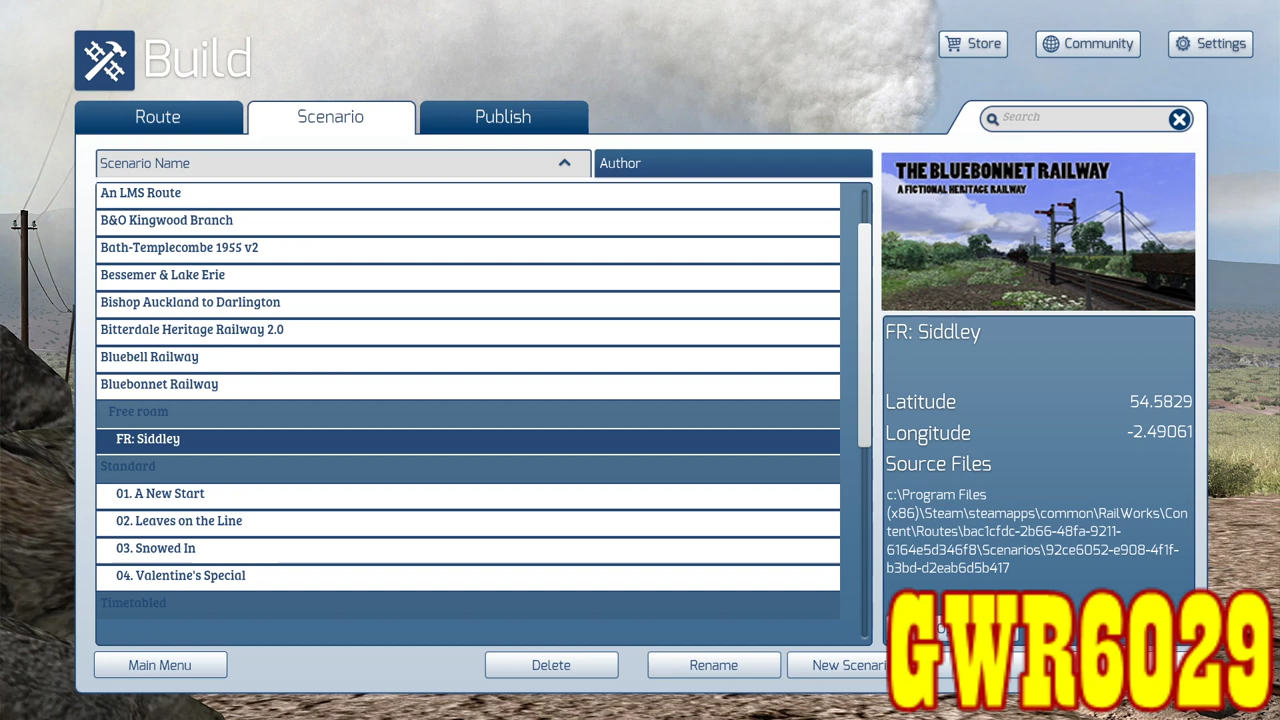 Build
Store
Community
Settings
Route
Scenario
Publish
Search
Scenario Name
Author
An LMS Route
B&O Kingwood Branch
Bath-Templecombe 1955 v2
Bessemer & Lake Erie
Bishop Auckland to Darlington
Bitterdale Heritage Railway 2.0
Bluebell Railway
Bluebonnet Railway
Free roam
FR: Siddley
Standard
01. A New Start
02. Leaves on the Line
03. Snowed In
04. Valentine's Special
Timetabled
THE BLUEBONNET RAILWAY
A FICTIONAL HERITAGE RAILWAY
FR: Siddley
Latitude 54.5829
Longitude -2.49061
Source Files
c:\Program Files
(x86)\Steam\steamapps\common\RailWorks\Con
tent\Routes\bac1cfdc-2b66-48fa-9211-
6164e5d346f8\Scenarios\92ce6052-e908-4f1f-
b3bd-d2eab6d5b417
Main Menu
Delete
Rename
New Scenari
GWR6029